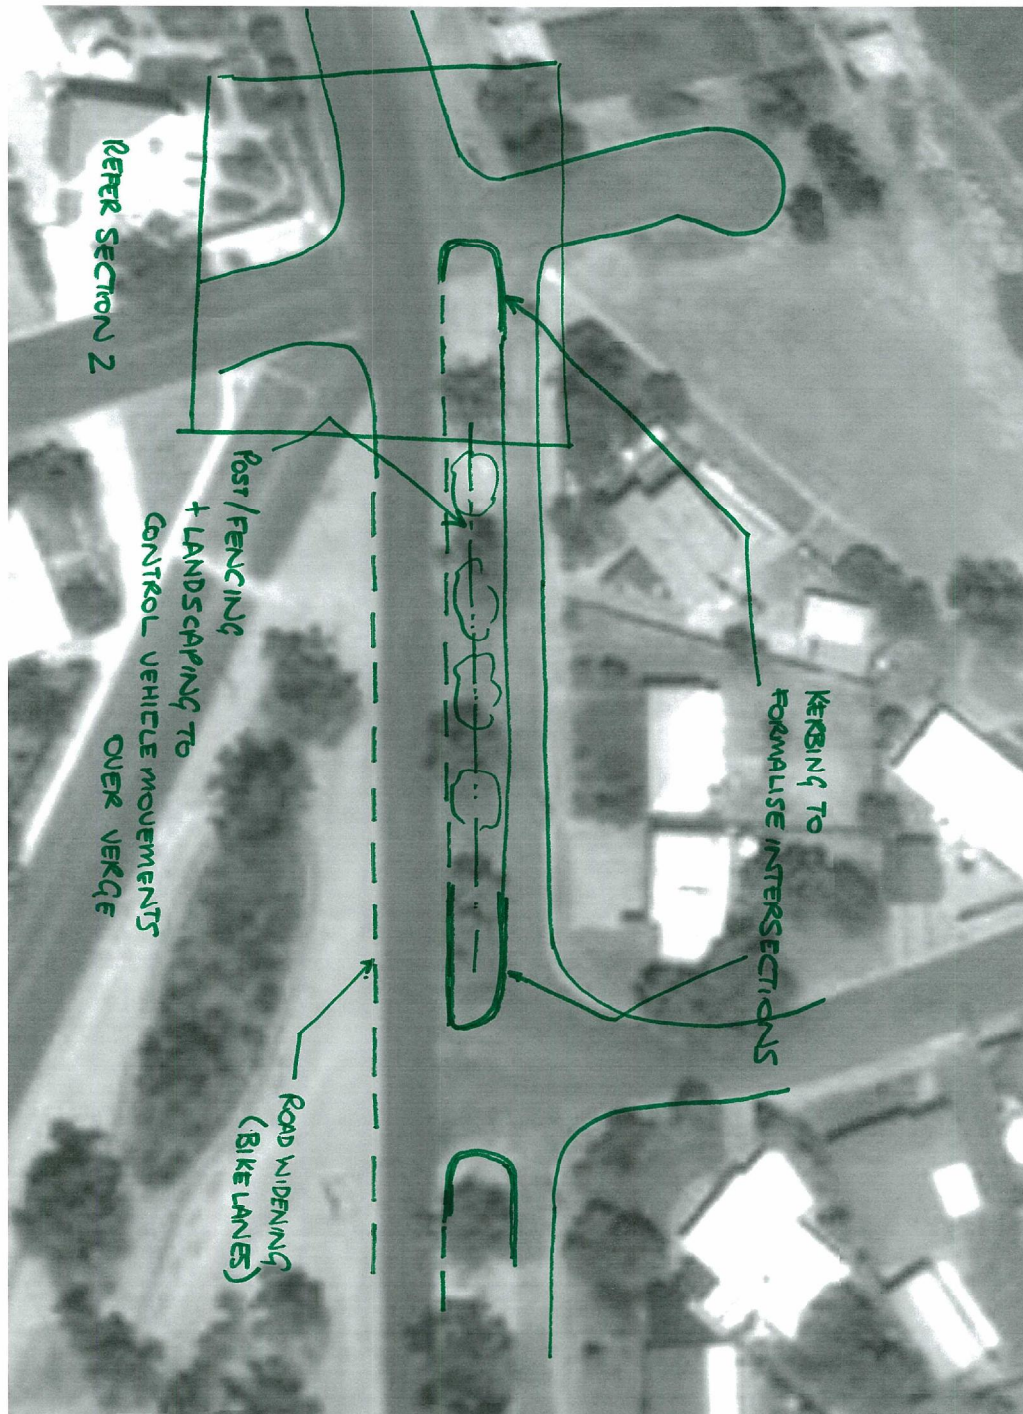 REFER SECTION 2
POST/FENCING
+ LANDSCAPING TO
CONTROL VEHICLE MOVEMENTS
OVER VERGE
KERBING TO
FORMALISE INTERSECTIONS
ROAD WIDENING
(BIKE LANES)